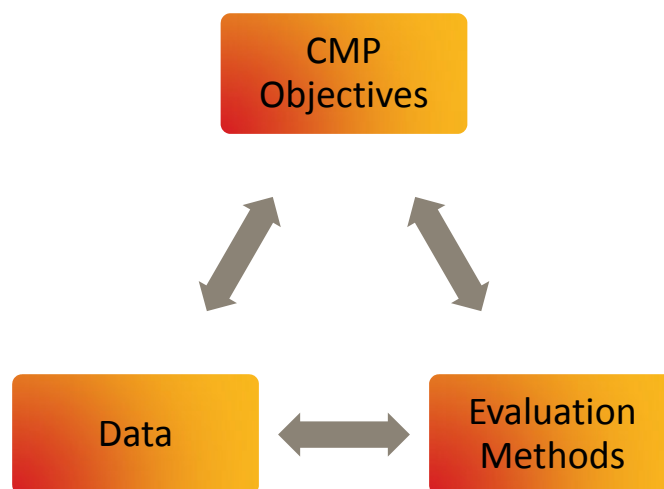 CMP
Objectives
Data
Evaluation
Methods